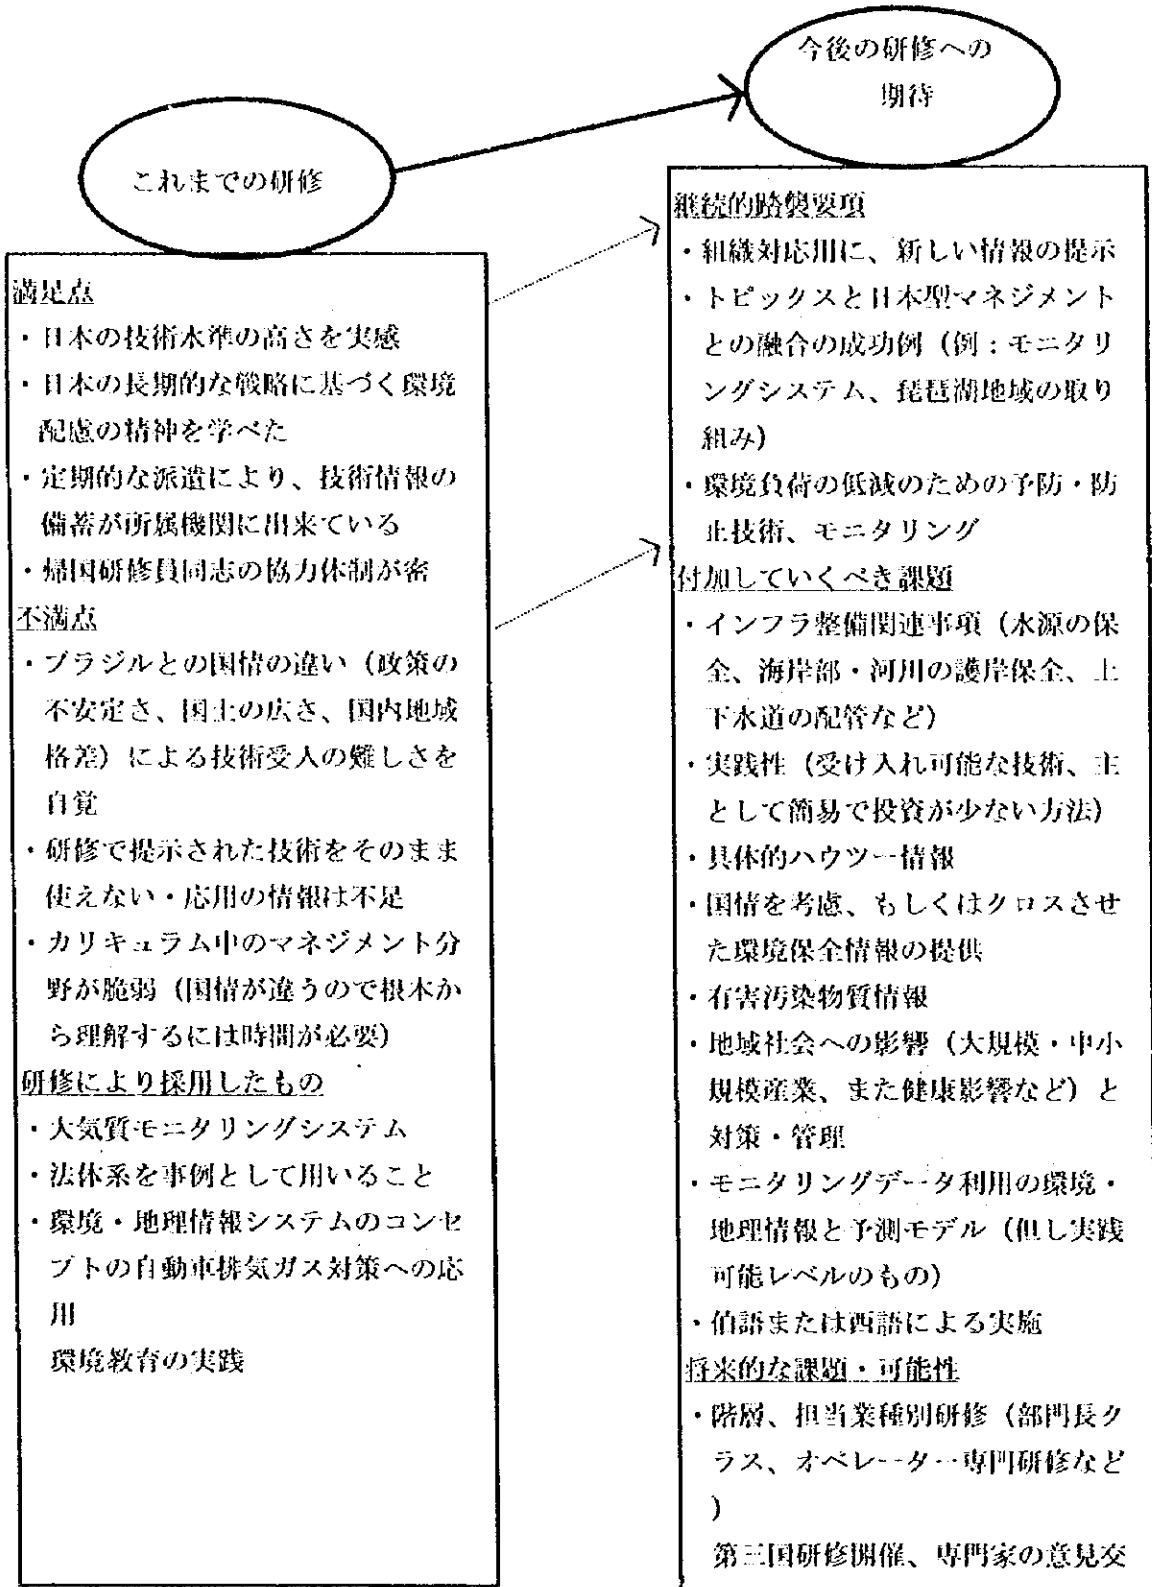 今後の研修への
期待
これまでの研修
満足点
・日本の技術水準の高さを実感
・日本の長期的な戦略に基づく環境
配慮の精神を学べた
・定期的な派遣により、技術情報の
備蓄が所属機関に出来ている
・帰国研修員同志の協力体制が密
不満点
・ブラジルとの国情の違い（政策の
不安定さ、国土の広さ、国内地域
格差）による技術受入の難しさを
自覚
・研修で提示された技術をそのまま
使えない・応用の情報は不足
・カリキュラム中のマネジメント分
野が脆弱（国情が違うので根本か
ら理解するには時間が必要）
研修により採用したもの
・大気質モニタリングシステム
・法体系を事例として用いること
・環境・地理情報システムのコンセ
プトの自動車排気ガス対策への応
用
環境教育の実践
継続的踏襲要項
・組織対応用に、新しい情報の提示
・トピックスと日本型マネジメント
との融合の成功例（例：モニタリ
ングシステム、琵琶湖地域の取り
組み）
・環境負荷の低減のための予防・防
止技術、モニタリング
付加していくべき課題
・インフラ整備関連事項（水源の保
全、海岸部・河川の護岸保全、上
下水道の配管など）
・実践性（受け入れ可能な技術、主
として簡易で投資が少ない方法）
・具体的ハウツー情報
・国情を考慮、もしくはクロスさせ
た環境保全情報の提供
・有害汚染物質情報
・地域社会への影響（大規模・中小
規模産業、また健康影響など）と
対策・管理
・モニタリングデータ利用の環境・
地理情報と予測モデル（但し実践
可能レベルのもの）
・伯語または西語による実施
将来的な課題・可能性
・階層、担当業種別研修（部門長ク
ラス、オペレーター専門研修など
）
第三国研修開催、専門家の意見交